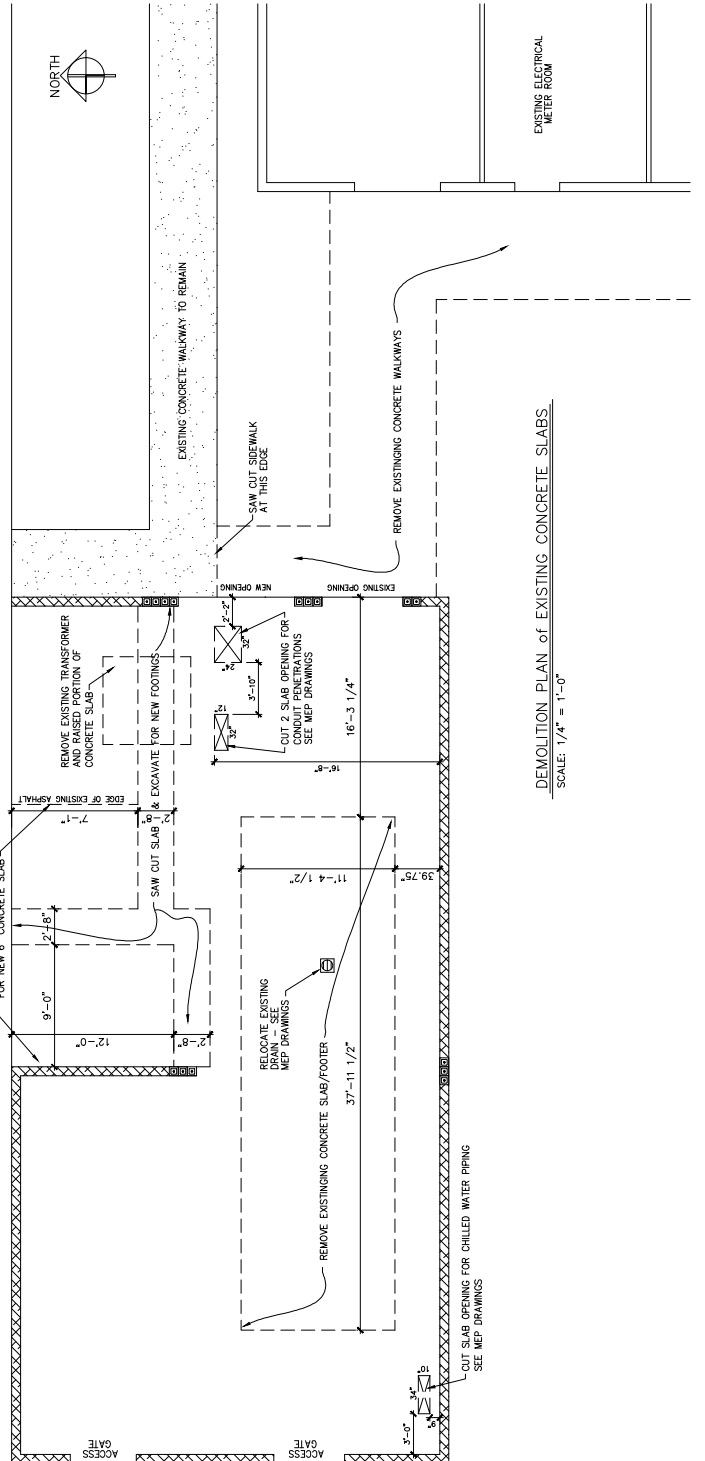 NORTH
EXISTING ELECTRICAL
METER ROOM
EXISTING CONCRETE WALKWAY TO REMAIN
SAW CUT SIDEWALK
AT THIS EDGE
REMOVE EXISTINGING CONCRETE WALKWAYS
NEW OPENING
EXISTING OPENING
REMOVE EXISTING TRANSFORMER
AND RAISED PORTION OF
CONCRETE SLAB
2'-2"
24"
32"
3'-10"
12"
32"
CUT 2 SLAB OPENING FOR
CONDUIT PENETRATIONS
SEE MEP DRAWINGS
16'-3 1/4"
16'-8"
EDGE OF EXISTING ASPHALT
7'-1"
2'-8"
SAW CUT SLAB & EXCAVATE FOR NEW FOOTINGS
FOR NEW 6" CONCRETE SLAB
2'-8"
9'-0"
12'-0"
2'-8"
11'-4 1/2"
39.75"
RELOCATE EXISTING
DRAIN - SEE
MEP DRAWINGS
REMOVE EXISTINGING CONCRETE SLAB/FOOTER
37'-11 1/2"
CUT SLAB OPENING FOR CHILLED WATER PIPING
SEE MEP DRAWINGS
10"
34"
9"
3'-0"
ACCESS
GATE
ACCESS
GATE
DEMOLITION PLAN of EXISTING CONCRETE SLABS
SCALE: 1/4" = 1'-0"